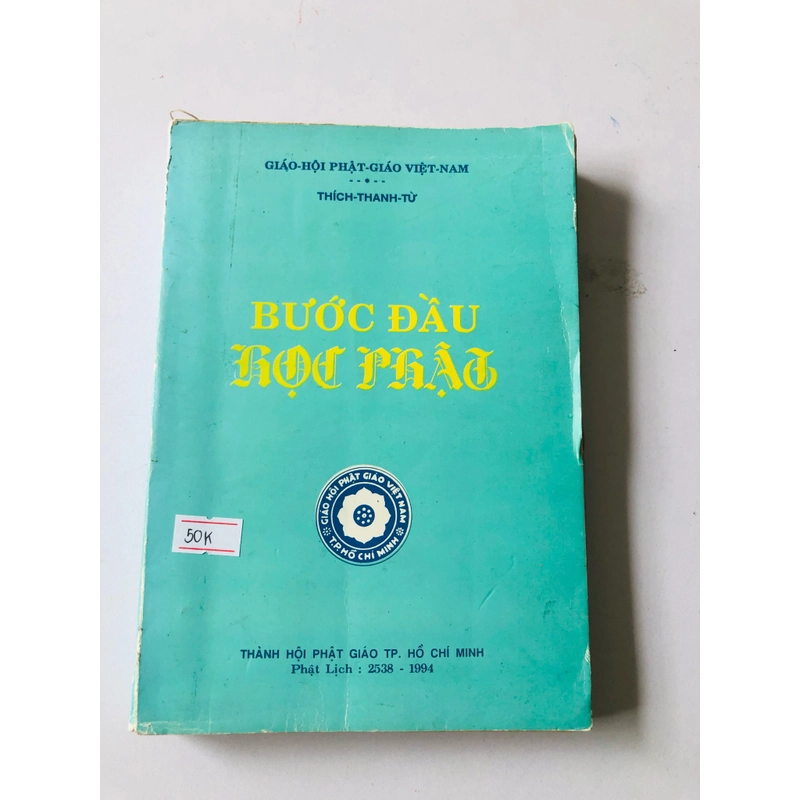 GIÁO-HỘI PHẬT-GIÁO VIỆT-NAM
--*--
THÍCH-THANH-TỪ
BƯỚC ĐẦU
HỌC PHẬT
GIÁO HỘI PHẬT GIÁO VIỆT NAM
T.P. HỒ CHÍ MINH
50K
THÀNH HỘI PHẬT GIÁO TP. HỒ CHÍ MINH
Phật Lịch : 2538 - 1994